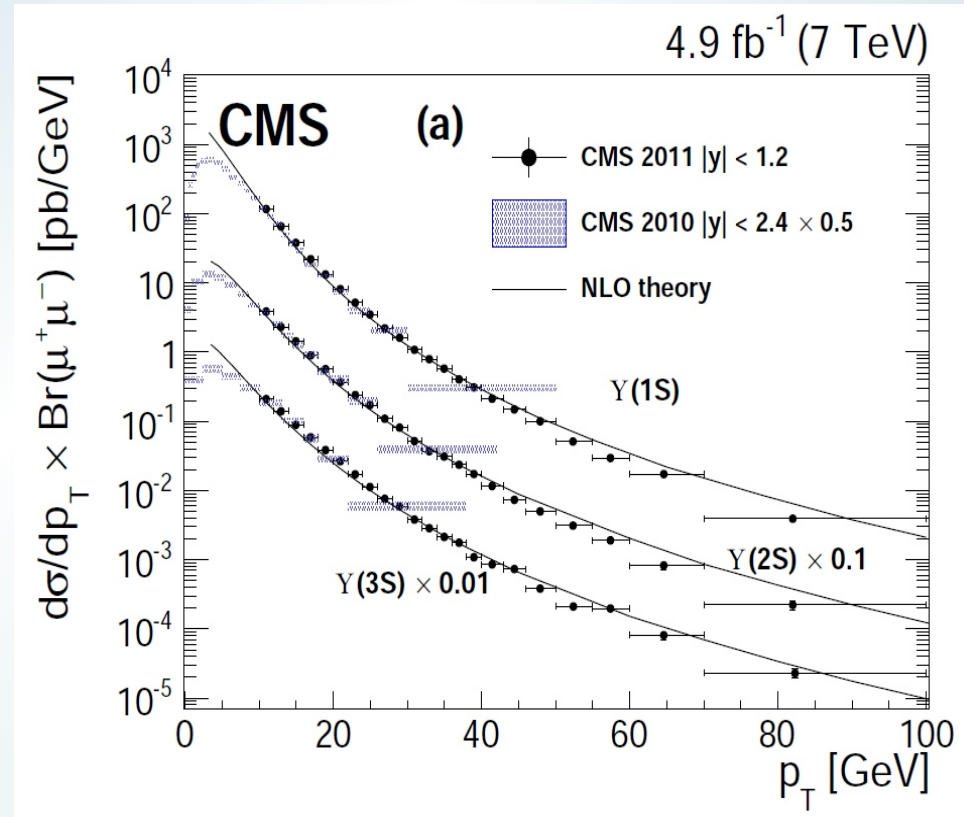 4.9 fb⁻¹ (7 TeV)
CMS (a)
CMS 2011 |y| < 1.2
CMS 2010 |y| < 2.4 × 0.5
NLO theory
dσ/dp_T × Br(μ⁺μ⁻) [pb/GeV]
10⁴
10³
10²
10
1
10⁻¹
10⁻²
10⁻³
10⁻⁴
10⁻⁵
Υ(1S)
Υ(2S) × 0.1
Υ(3S) × 0.01
0 20 40 60 80 100
p_T [GeV]